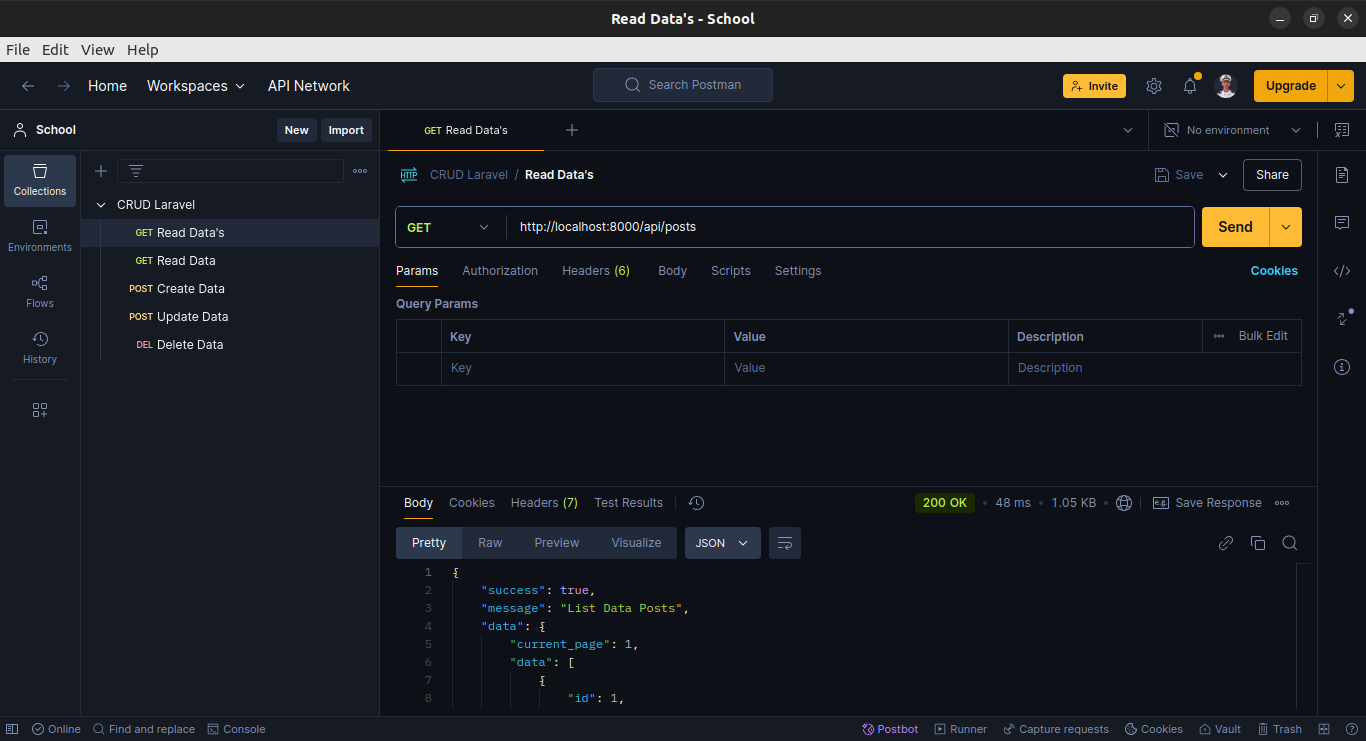 Read Data's - School
File Edit View Help
Home Workspaces API Network Search Postman Invite Upgrade
School New Import GET Read Data's No environment
Collections
Environments
Flows
History
CRUD Laravel
GET Read Data's
GET Read Data
POST Create Data
POST Update Data
DEL Delete Data
HTTP CRUD Laravel / Read Data's Save Share
GET http://localhost:8000/api/posts Send
Params Authorization Headers (6) Body Scripts Settings Cookies
Query Params
Key Value Description Bulk Edit
Key Value Description
Body Cookies Headers (7) Test Results 200 OK 48 ms 1.05 KB e.g. Save Response
Pretty Raw Preview Visualize JSON
1 {
2 "success": true,
3 "message": "List Data Posts",
4 "data": {
5 "current_page": 1,
6 "data": [
7 {
8 "id": 1,
Online Find and replace Console Postbot Runner Capture requests Cookies Vault Trash